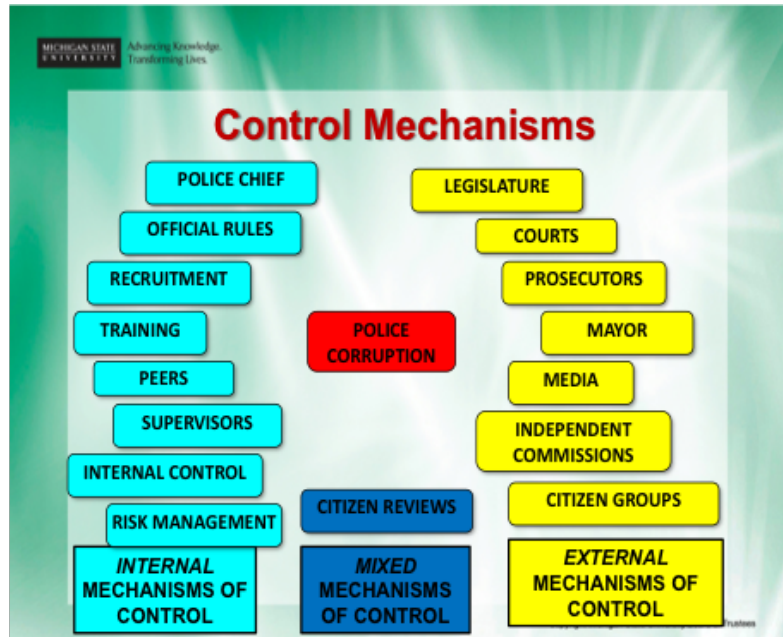 MICHIGAN STATE
UNIVERSITY
Advancing Knowledge.
Transforming Lives.
Control Mechanisms
POLICE CHIEF
OFFICIAL RULES
RECRUITMENT
TRAINING
PEERS
SUPERVISORS
INTERNAL CONTROL
RISK MANAGEMENT
INTERNAL
MECHANISMS OF
CONTROL
POLICE
CORRUPTION
CITIZEN REVIEWS
MIXED
MECHANISMS
OF CONTROL
LEGISLATURE
COURTS
PROSECUTORS
MAYOR
MEDIA
INDEPENDENT
COMMISSIONS
CITIZEN GROUPS
EXTERNAL
MECHANISMS OF
CONTROL
Trustees